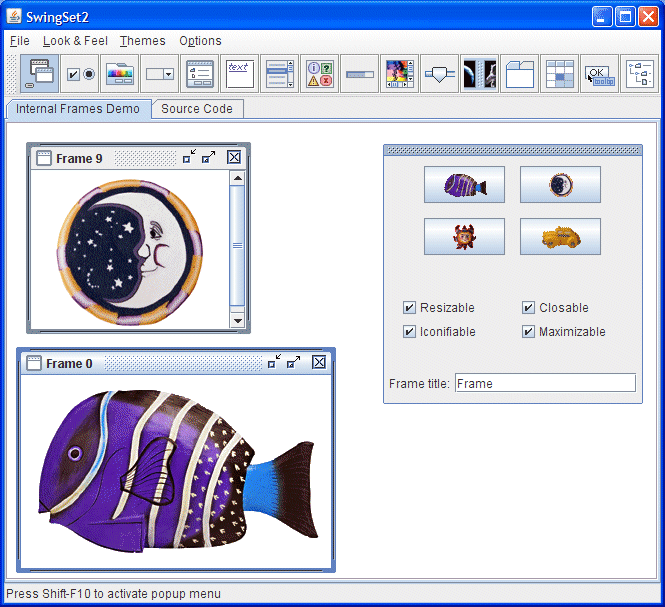 SwingSet2
File Look & Feel Themes Options
text OK tooltip
Internal Frames Demo Source Code
Frame 9
Resizable Closable
Iconifiable Maximizable
Frame title: Frame
Frame 0
Press Shift-F10 to activate popup menu